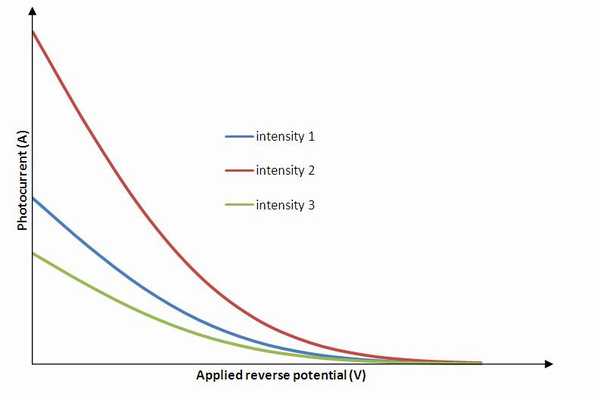 Photocurrent (A)
intensity 1
intensity 2
intensity 3
Applied reverse potential (V)